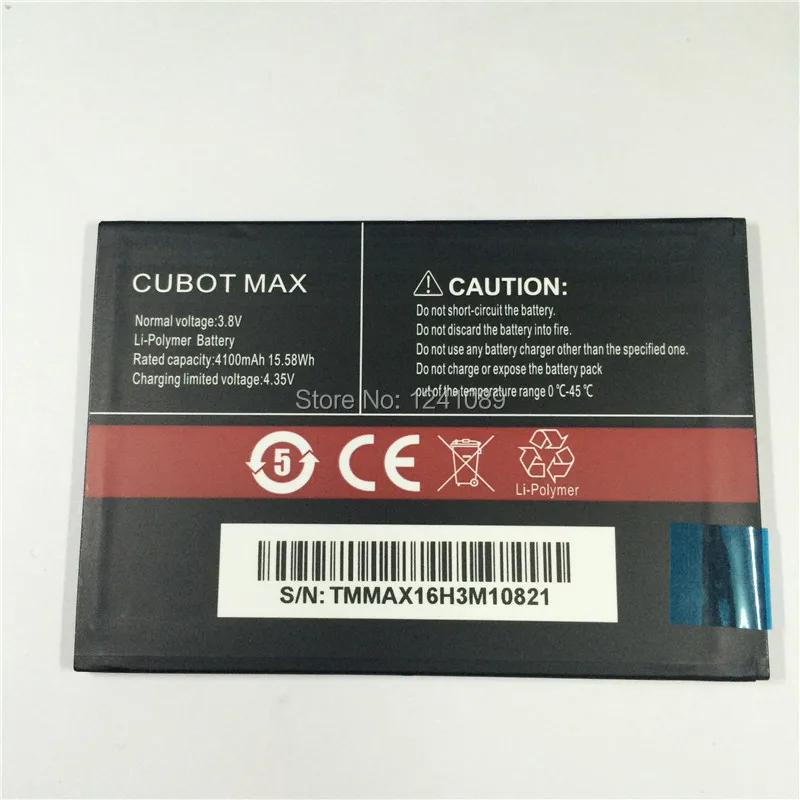 CUBOT MAX
Normal voltage:3.8V
Li-Polymer Battery
Rated capacity:4100mAh 15.58Wh
Charging limited voltage:4.35V
CAUTION:
Do not short-circuit the battery.
Do not discard the battery into fire.
Do not use any battery charger other than the specified one.
Do not charge or expose the battery pack
out of the temperature range 0℃-45℃
Store No: 1241089
5
CE
Li-Polymer
S/N: TMMAX16H3M10821